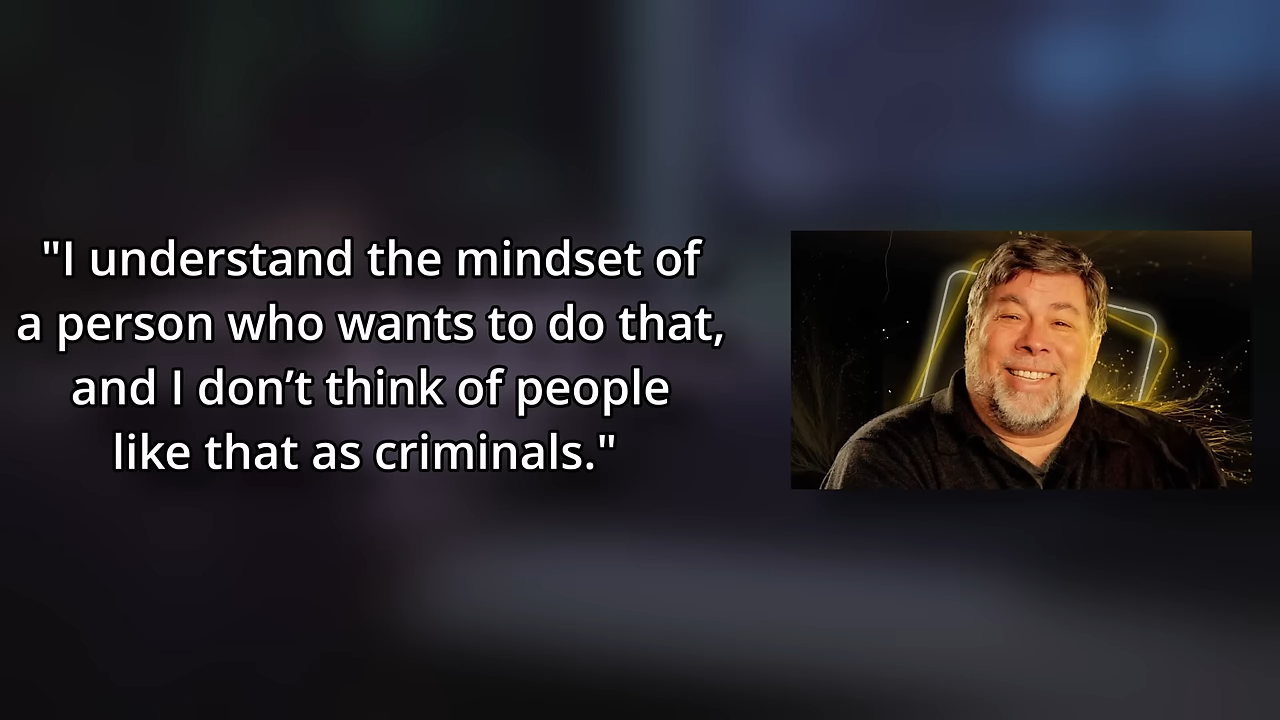 "I understand the mindset of
a person who wants to do that,
and I don’t think of people
like that as criminals."